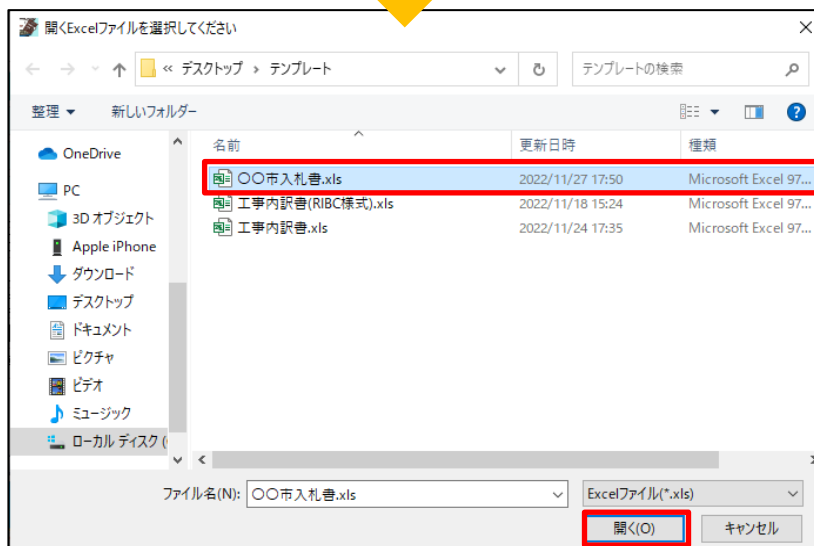 開くExcelファイルを選択してください
« デスクトップ › テンプレート
テンプレートの検索
整理
新しいフォルダー
名前 更新日時 種類
〇〇市入札書.xls 2022/11/27 17:50 Microsoft Excel 97...
工事内訳書(RIBC様式).xls 2022/11/18 15:24 Microsoft Excel 97...
工事内訳書.xls 2022/11/24 17:35 Microsoft Excel 97...
OneDrive
PC
3D オブジェクト
Apple iPhone
ダウンロード
デスクトップ
ドキュメント
ピクチャ
ビデオ
ミュージック
ローカル ディスク (
ファイル名(N): 〇〇市入札書.xls Excelファイル(*.xls)
開く(O) キャンセル